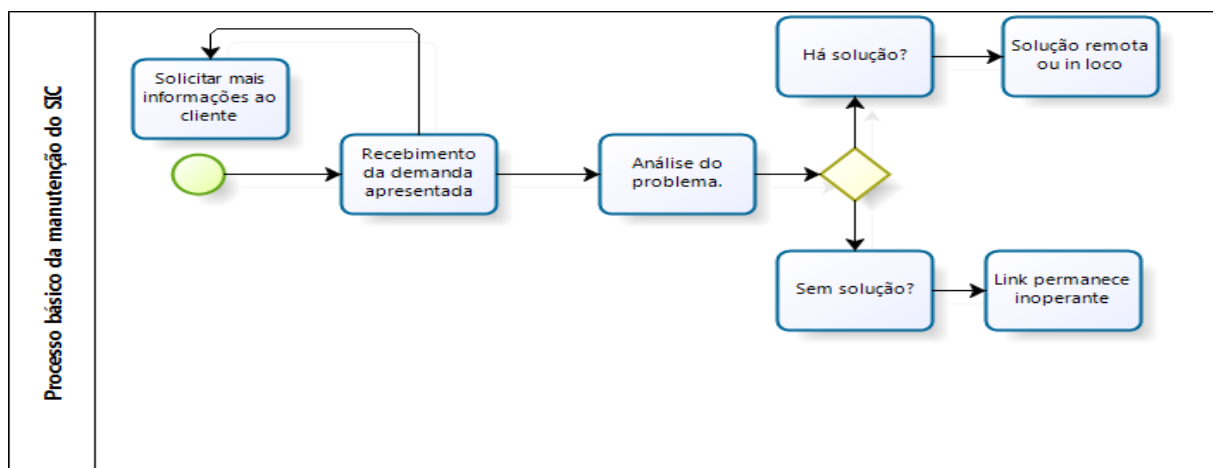 Processo básico da manutenção do SIC
Solicitar mais
informações ao
cliente
Recebimento
da demanda
apresentada
Análise do
problema.
Há solução?
Solução remota
ou in loco
Sem solução?
Link permanece
inoperante